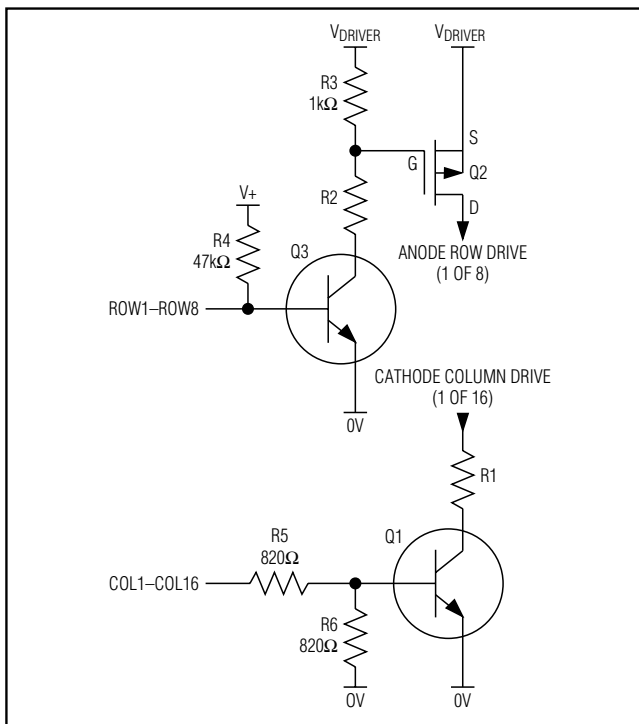 VDRIVER VDRIVER
R3
1kΩ
S
G
Q2
R2
D
V+
R4
47kΩ
Q3
ANODE ROW DRIVE
(1 OF 8)
ROW1–ROW8
0V
CATHODE COLUMN DRIVE
(1 OF 16)
R1
Q1
R5
820Ω
COL1–COL16
R6
820Ω
0V 0V